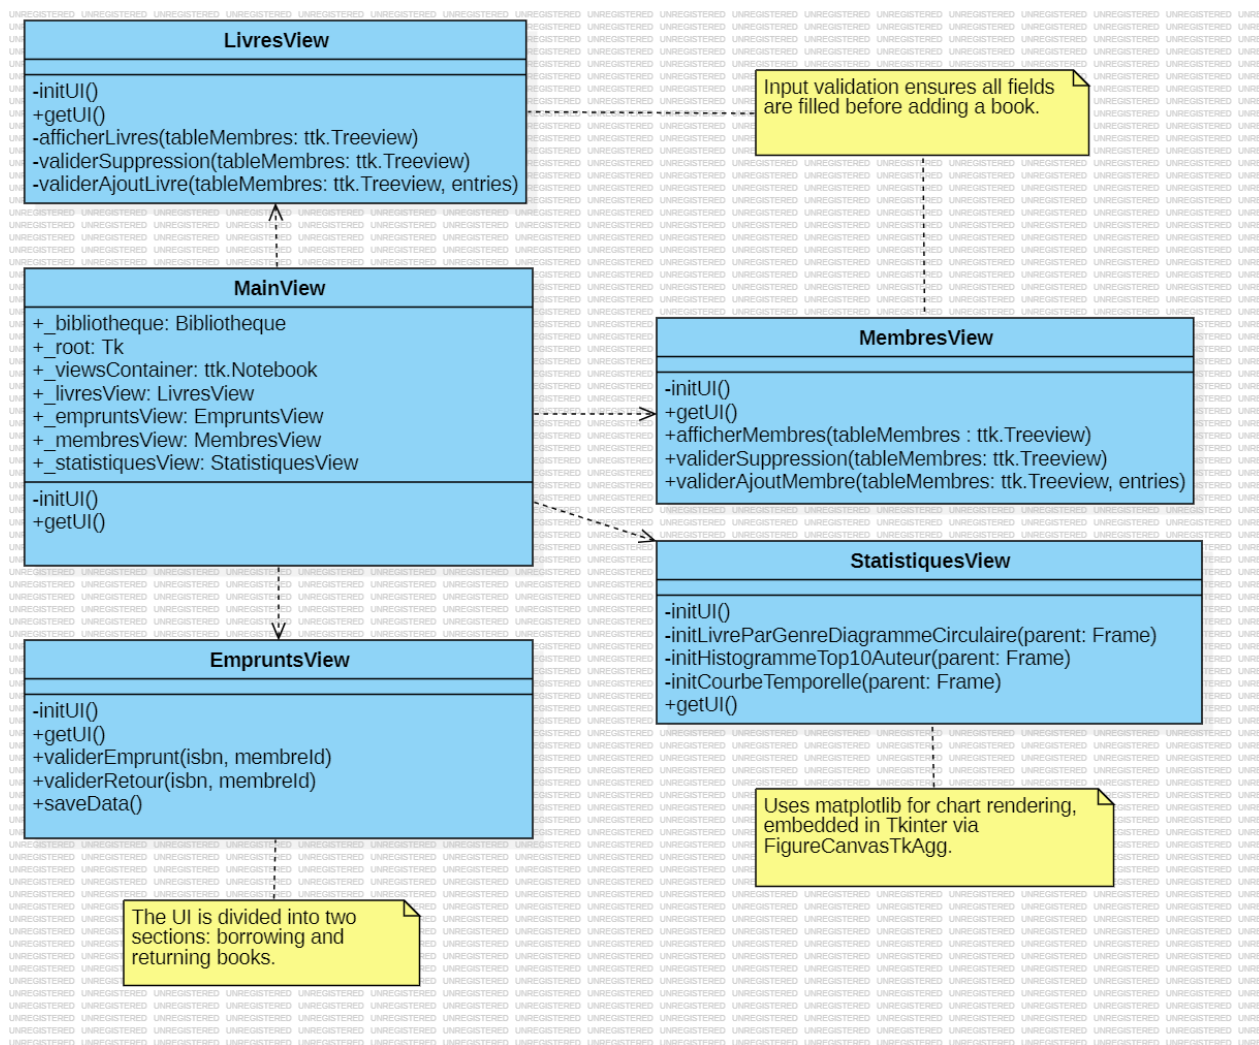 LivresView
-initUI()
+getUI()
-afficherLivres(tableMembres: ttk.Treeview)
-validerSuppression(tableMembres: ttk.Treeview)
-validerAjoutLivre(tableMembres: ttk.Treeview, entries)
Input validation ensures all fields
are filled before adding a book.
MainView
+_bibliotheque: Bibliotheque
+_root: Tk
+_viewsContainer: ttk.Notebook
+_livresView: LivresView
+_empruntsView: EmpruntsView
+_membresView: MembresView
+_statistiquesView: StatistiquesView
-initUI()
+getUI()
MembresView
-initUI()
+getUI()
+afficherMembres(tableMembres : ttk.Treeview)
+validerSuppression(tableMembres: ttk.Treeview)
+validerAjoutMembre(tableMembres: ttk.Treeview, entries)
StatistiquesView
-initUI()
-initLivreParGenreDiagrammeCirculaire(parent: Frame)
-initHistogrammeTop10Auteur(parent: Frame)
-initCourbeTemporelle(parent: Frame)
+getUI()
EmpruntsView
-initUI()
+getUI()
+validerEmprunt(isbn, membreId)
+validerRetour(isbn, membreId)
+saveData()
Uses matplotlib for chart rendering,
embedded in Tkinter via
FigureCanvasTkAgg.
The UI is divided into two
sections: borrowing and
returning books.
UNREGISTERED